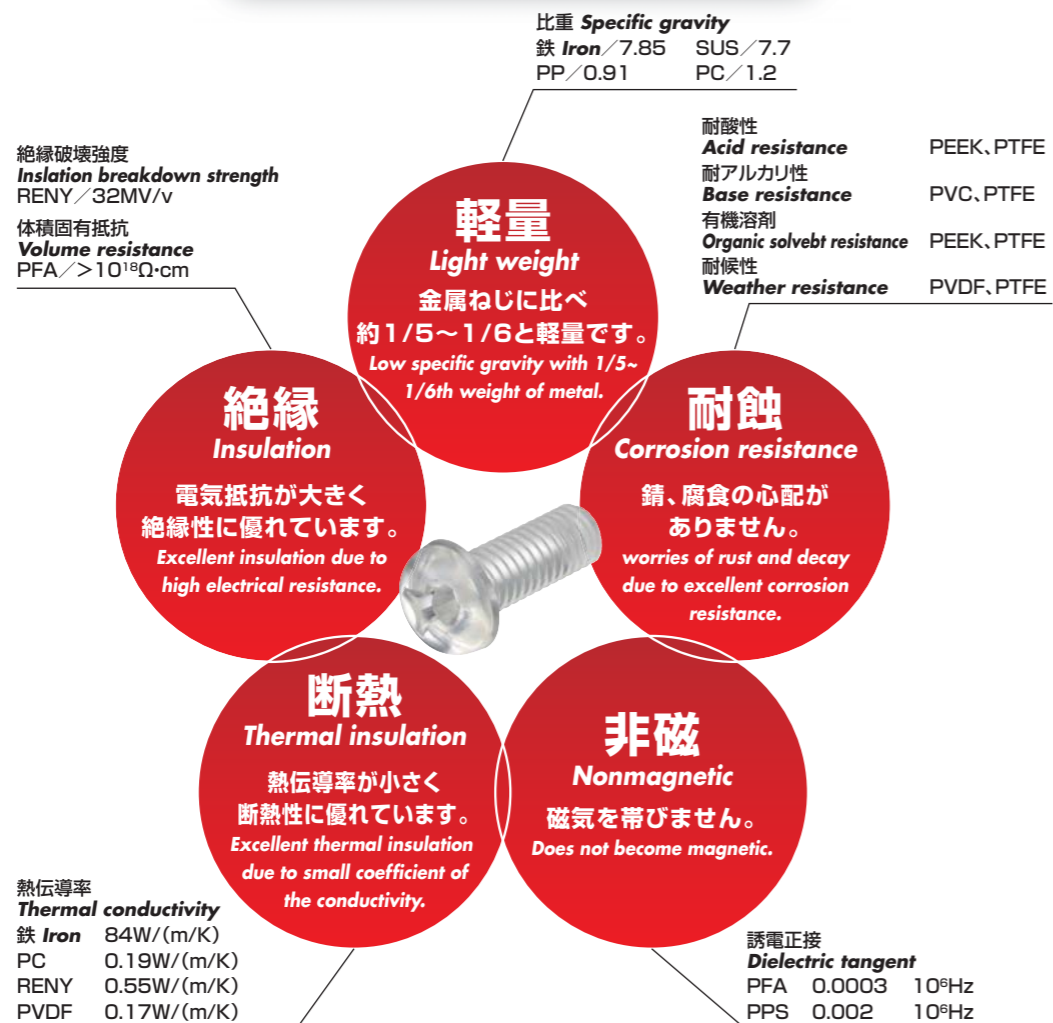 比重 Specific gravity
鉄 Iron／7.85 SUS／7.7
PP／0.91 PC／1.2
絶縁破壊強度
Inslation breakdown strength
RENY／32MV/v
体積固有抵抗
Volume resistance
PFA／>10¹⁸Ω･cm
耐酸性
Acid resistance PEEK、PTFE
耐アルカリ性
Base resistance PVC、PTFE
有機溶剤
Organic solvebt resistance PEEK、PTFE
耐候性
Weather resistance PVDF、PTFE
軽量
Light weight
金属ねじに比べ
約1/5〜1/6と軽量です。
Low specific gravity with 1/5~
1/6th weight of metal.
絶縁
Insulation
電気抵抗が大きく
絶縁性に優れています。
Excellent insulation due to
high electrical resistance.
耐蝕
Corrosion resistance
錆、腐食の心配が
ありません。
worries of rust and decay
due to excellent corrosion
resistance.
断熱
Thermal insulation
熱伝導率が小さく
断熱性に優れています。
Excellent thermal insulation
due to small coefficient of
the conductivity.
非磁
Nonmagnetic
磁気を帯びません。
Does not become magnetic.
熱伝導率
Thermal conductivity
鉄 Iron 84W/(m/K)
PC 0.19W/(m/K)
RENY 0.55W/(m/K)
PVDF 0.17W/(m/K)
誘電正接
Dielectric tangent
PFA 0.0003 10⁶Hz
PPS 0.002 10⁶Hz